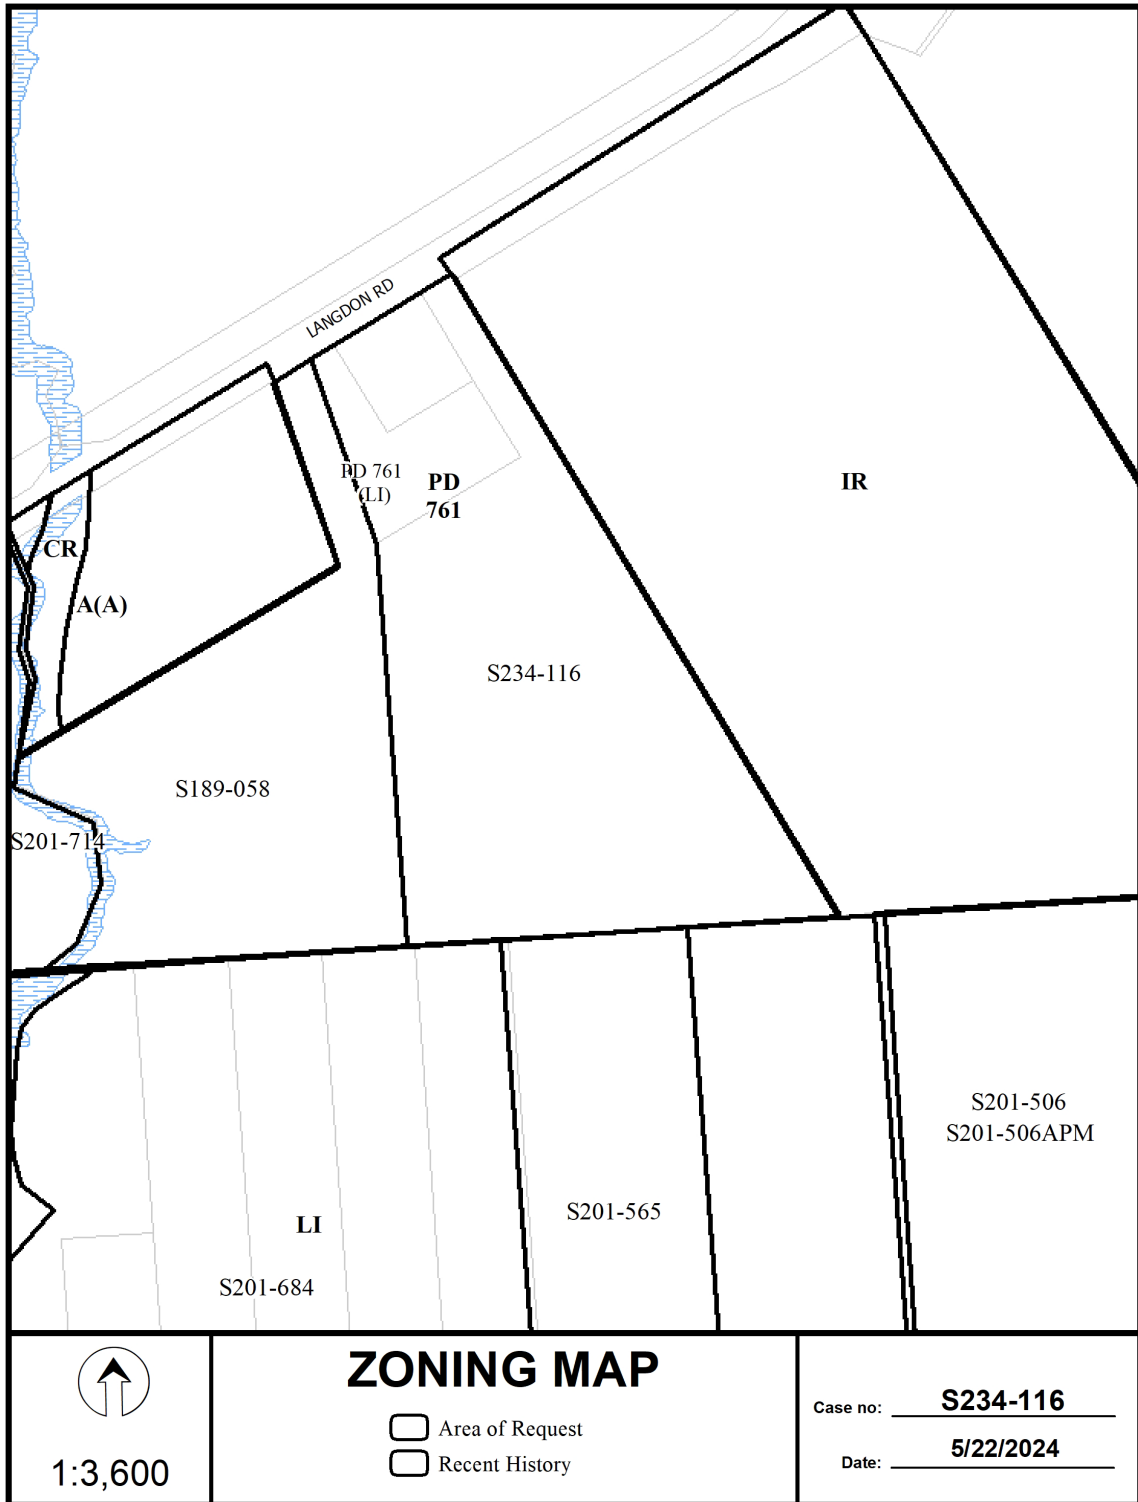 LANGDON RD
PD 761
(LI)
PD
761
IR
CR
A(A)
S234-116
S189-058
S201-714
S201-506
S201-506APM
S201-565
LI
S201-684
1:3,600
ZONING MAP
Area of Request
Recent History
Case no: S234-116
Date: 5/22/2024